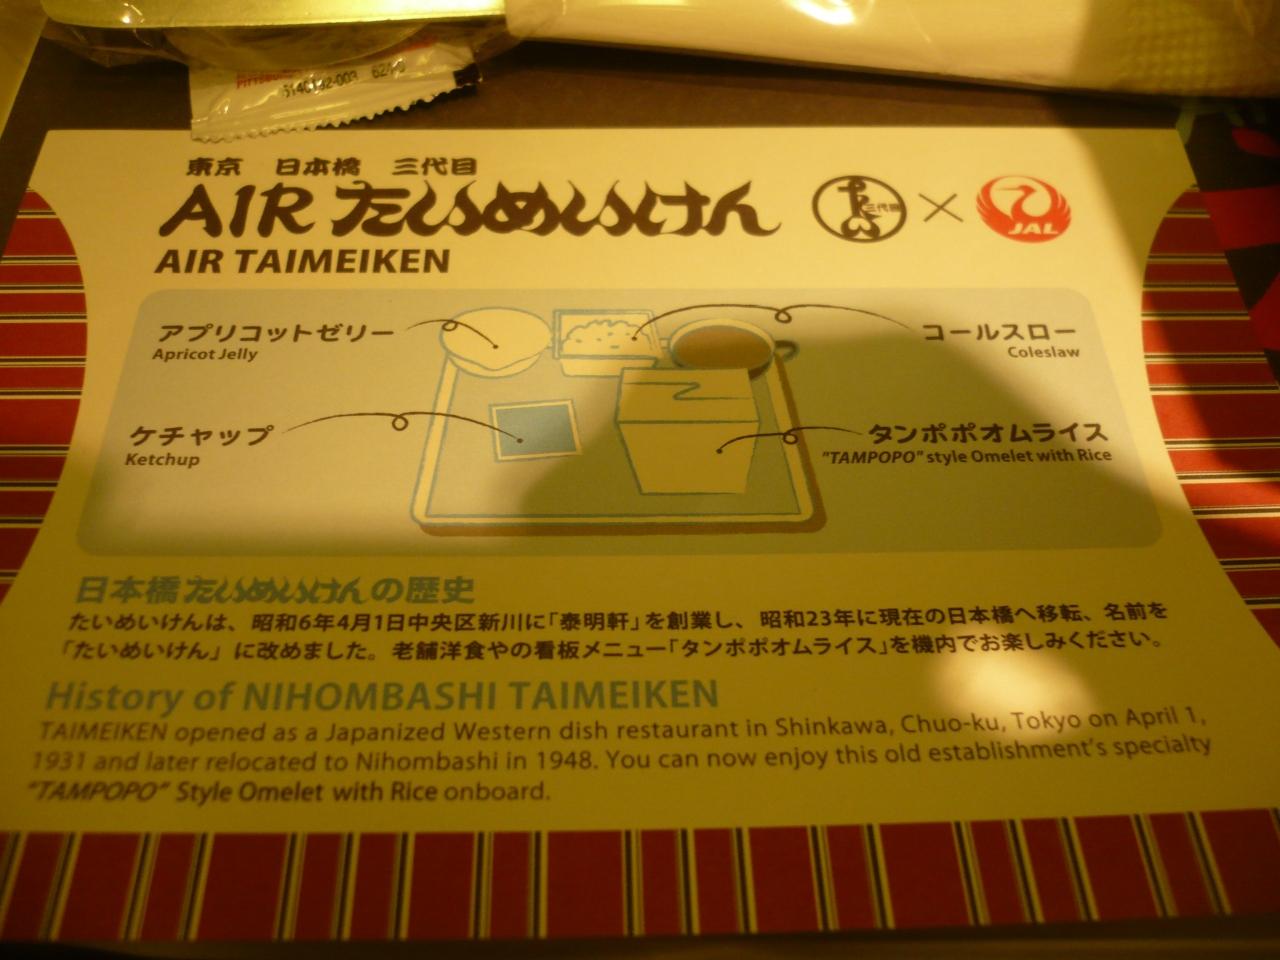 5140132-003 6240
東京 日本橋 三代目
AIR たいめいけん
三代目
×
JAL
AIR TAIMEIKEN
アプリコットゼリー
Apricot Jelly
コールスロー
Coleslaw
ケチャップ
Ketchup
タンポポオムライス
"TAMPOPO" style Omelet with Rice
日本橋たいめいけんの歴史
たいめいけんは、昭和6年4月1日中央区新川に「泰明軒」を創業し、昭和23年に現在の日本橋へ移転、名前を
「たいめいけん」に改めました。老舗洋食やの看板メニュー「タンポポオムライス」を機内でお楽しみください。
History of NIHOMBASHI TAIMEIKEN
TAIMEIKEN opened as a Japanized Western dish restaurant in Shinkawa, Chuo-ku, Tokyo on April 1,
1931 and later relocated to Nihombashi in 1948. You can now enjoy this old establishment's specialty
"TAMPOPO" Style Omelet with Rice onboard.